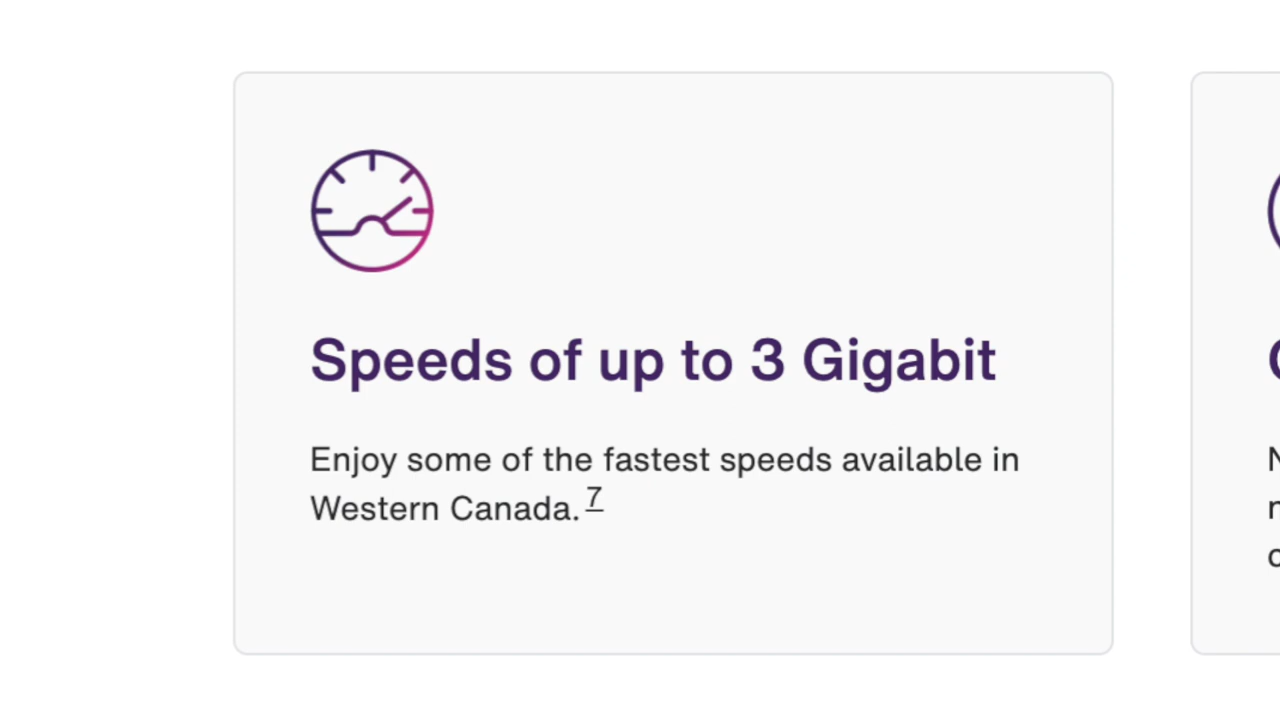 Speeds of up to 3 Gigabit
Enjoy some of the fastest speeds available in
Western Canada.7